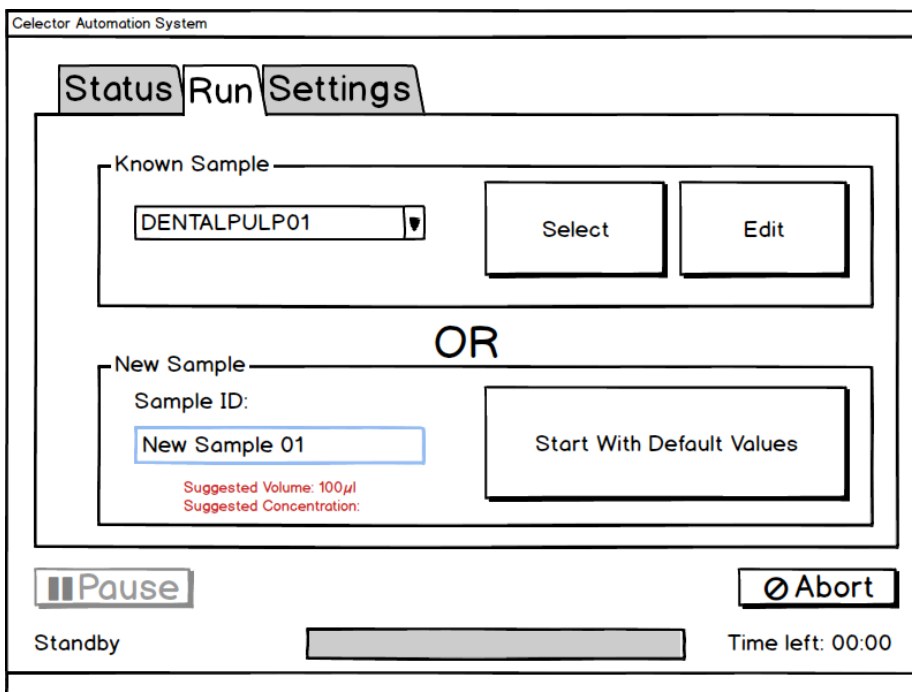 Celector Automation System
Status Run Settings
Known Sample
DENTALPULP01
Select
Edit
OR
New Sample
Sample ID:
New Sample 01
Start With Default Values
Suggested Volume: 100µl
Suggested Concentration:
Pause
Abort
Standby
Time left: 00:00